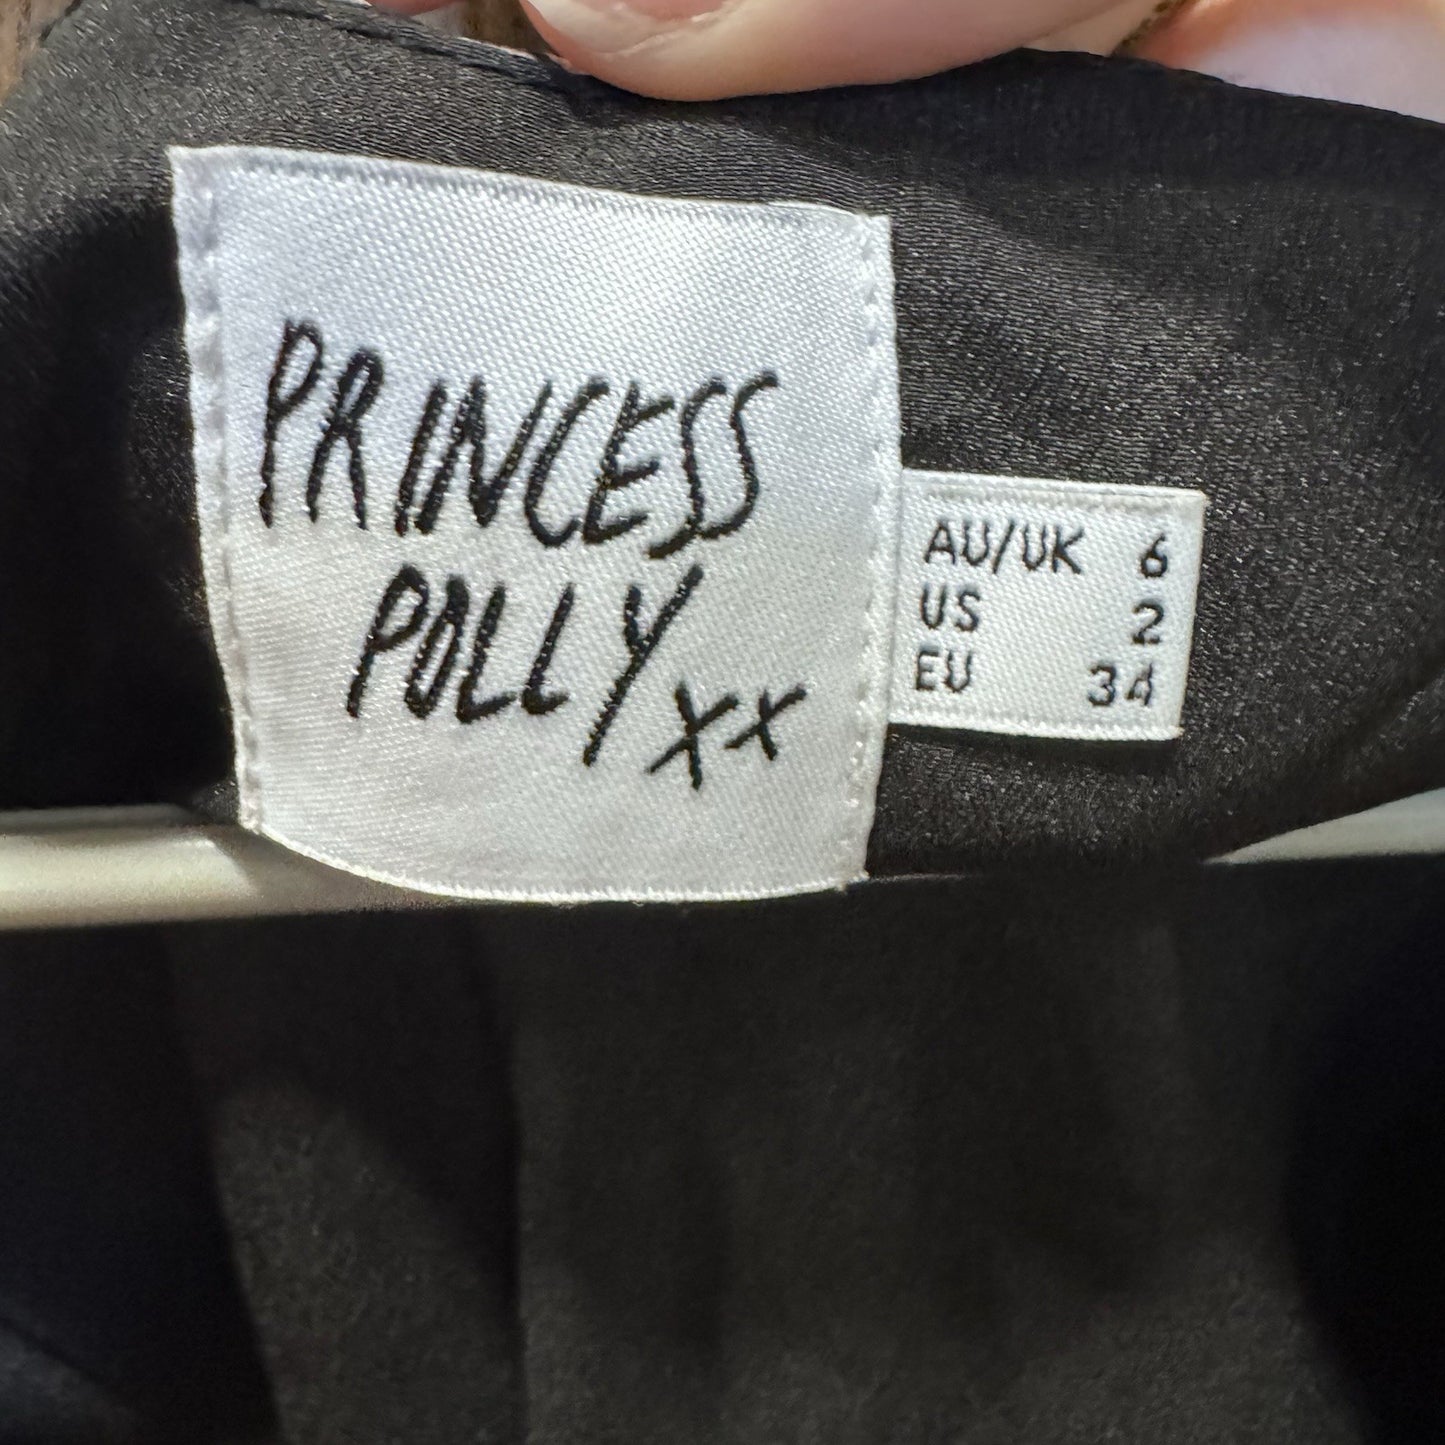 PRINCESS
POLLY xx
AU/UK 6
US 2
EU 34